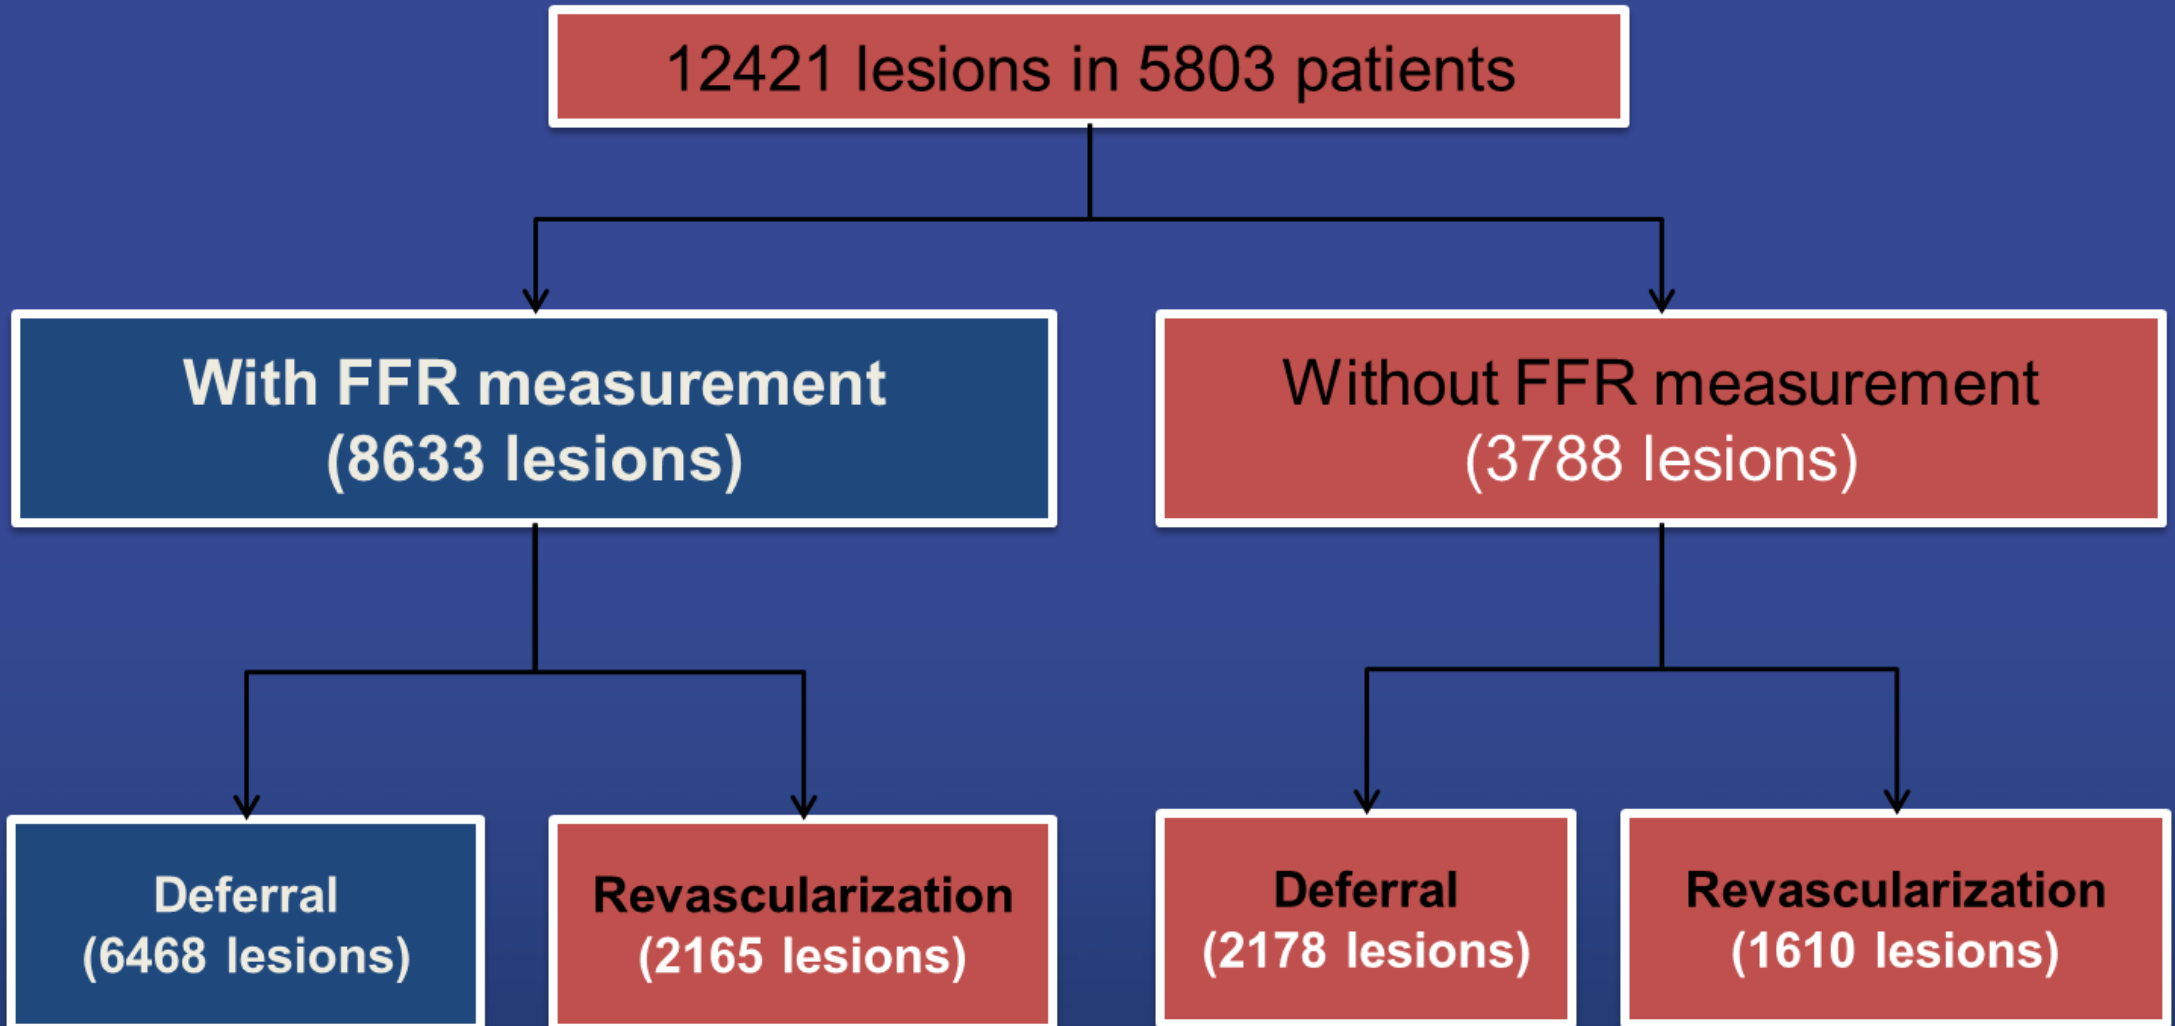 12421 lesions in 5803 patients
With FFR measurement
(8633 lesions)
Without FFR measurement
(3788 lesions)
Deferral
(6468 lesions)
Revascularization
(2165 lesions)
Deferral
(2178 lesions)
Revascularization
(1610 lesions)